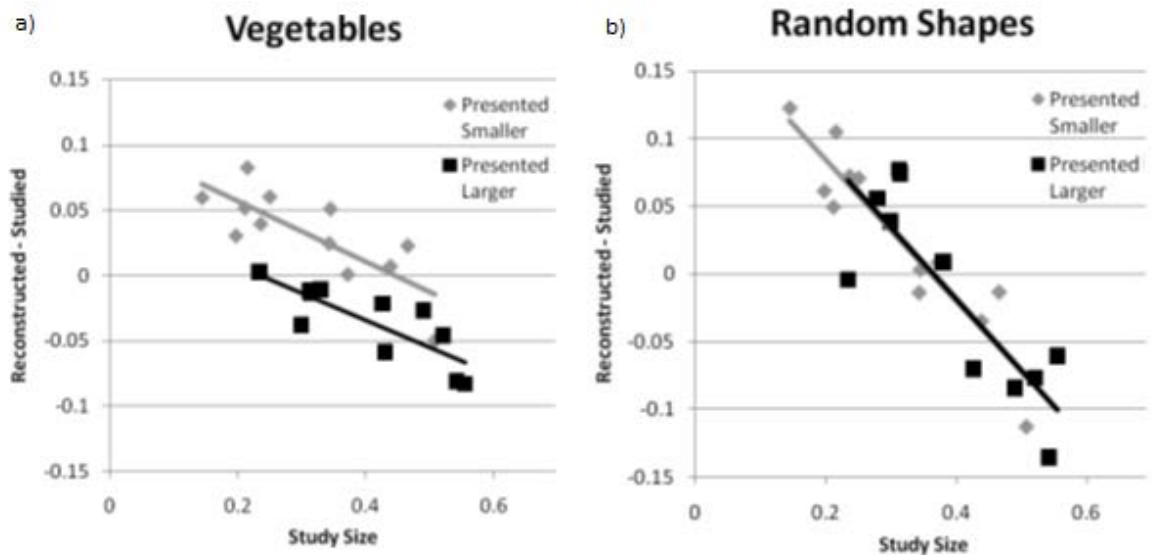 a)
Vegetables
0.15
0.1
0.05
0
-0.05
-0.1
-0.15
0
0.2
0.4
0.6
Reconstructed - Studied
Study Size
Presented
Smaller
Presented
Larger
b)
Random Shapes
0.15
0.1
0.05
0
-0.05
-0.1
-0.15
0
0.2
0.4
0.6
Reconstructed - Studied
Study Size
Presented
Smaller
Presented
Larger